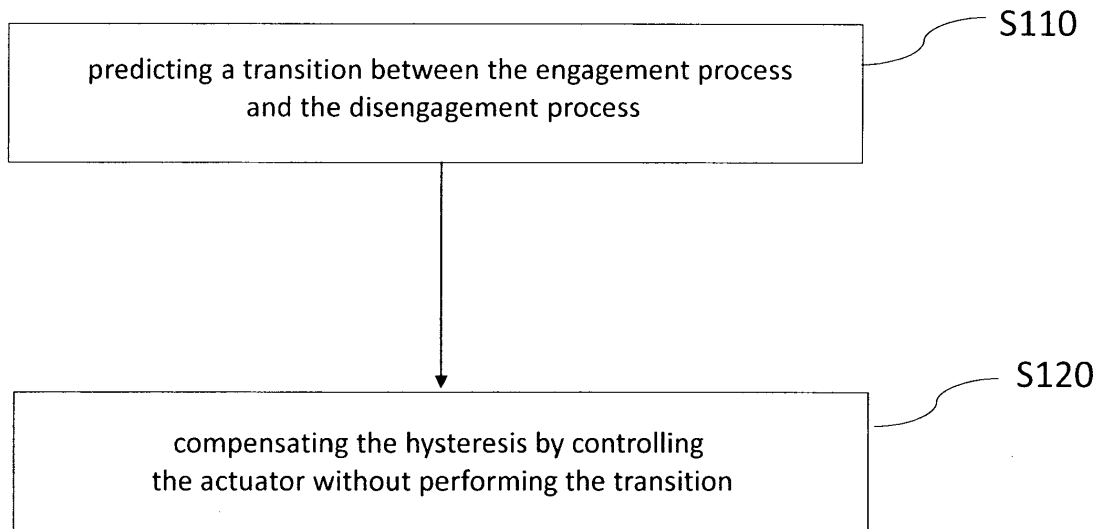 S110
predicting a transition between the engagement process
and the disengagement process
S120
compensating the hysteresis by controlling
the actuator without performing the transition